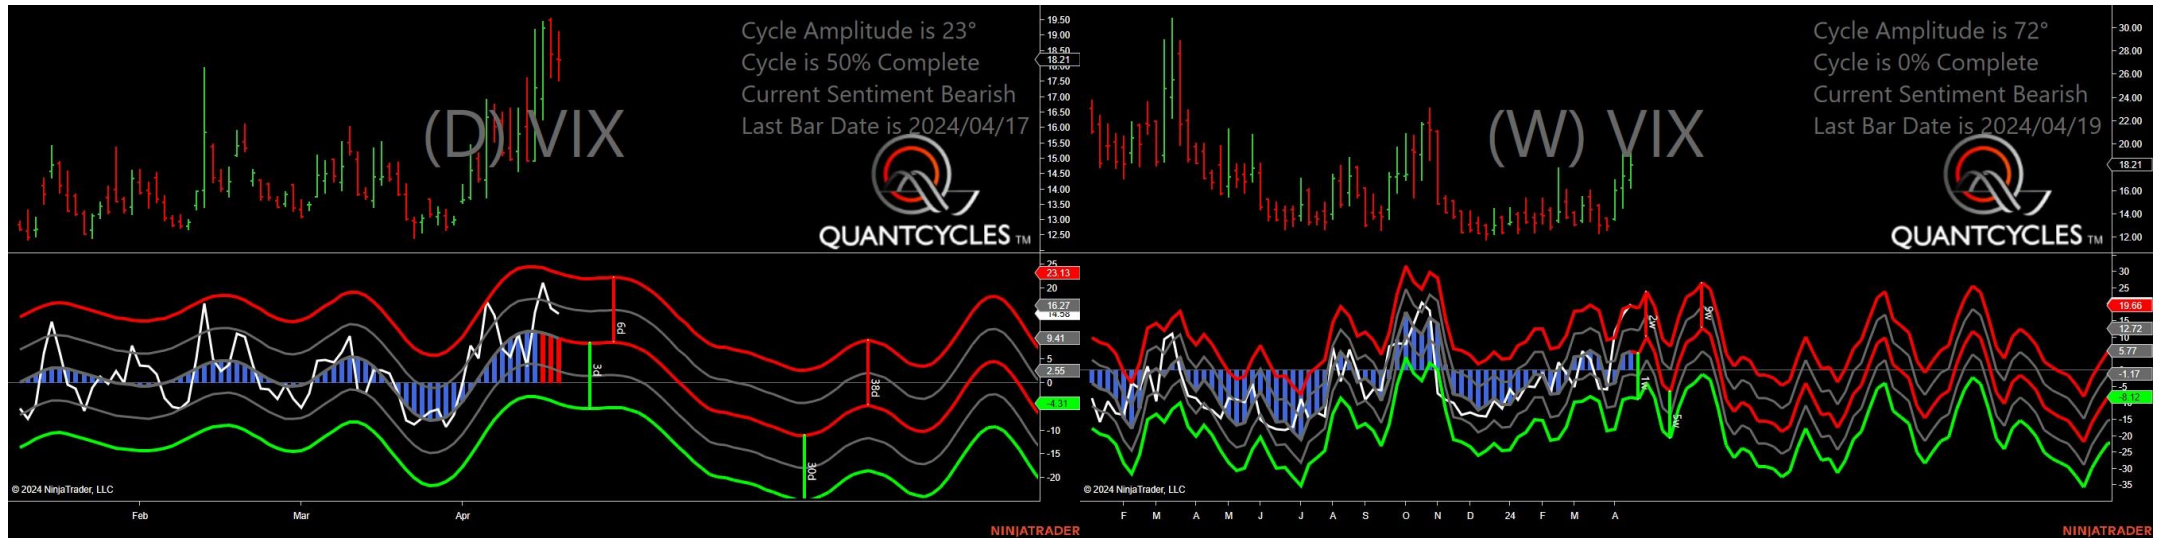 Cycle Amplitude is 23°
Cycle is 50% Complete
Current Sentiment Bearish
Last Bar Date is 2024/04/17
(D) VIX
QUANTCYCLES TM
19.50
19.00
18.50
18.21
18.00
17.50
17.00
16.50
16.00
15.50
15.00
14.50
14.00
13.50
13.00
12.50
25
23.13
20
16.27
14.58
9.41
5
2.55
0
-4.31
-10
-15
-20
6d
3d
30d
38d
© 2024 NinjaTrader, LLC
Feb Mar Apr
NINJATRADER
Cycle Amplitude is 72°
Cycle is 0% Complete
Current Sentiment Bearish
Last Bar Date is 2024/04/19
(W) VIX
QUANTCYCLES TM
30.00
28.00
26.00
24.00
22.00
20.00
18.21
16.00
14.00
12.00
30
25
19.66
15
12.72
10
5.77
-1.17
-5
-8.12
-15
-20
-25
-30
-35
2w
9w
1w
5w
© 2024 NinjaTrader, LLC
F M A M J J A S O N D 24 F M A
NINJATRADER